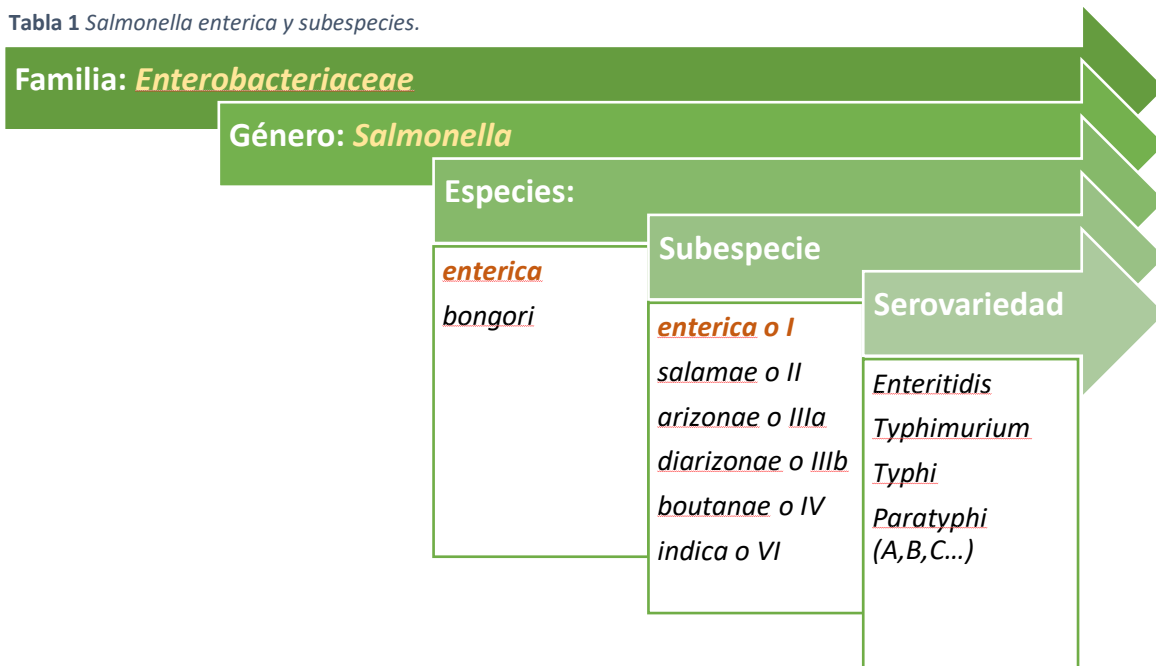 Tabla 1 Salmonella enterica y subespecies.
Familia: Enterobacteriaceae
Género: Salmonella
Especies:
enterica
bongori
Subespecie
enterica o I
salamae o II
arizonae o IIIa
diarizonae o IIIb
boutanae o IV
indica o VI
Serovariedad
Enteritidis
Typhimurium
Typhi
Paratyphi
(A,B,C...)